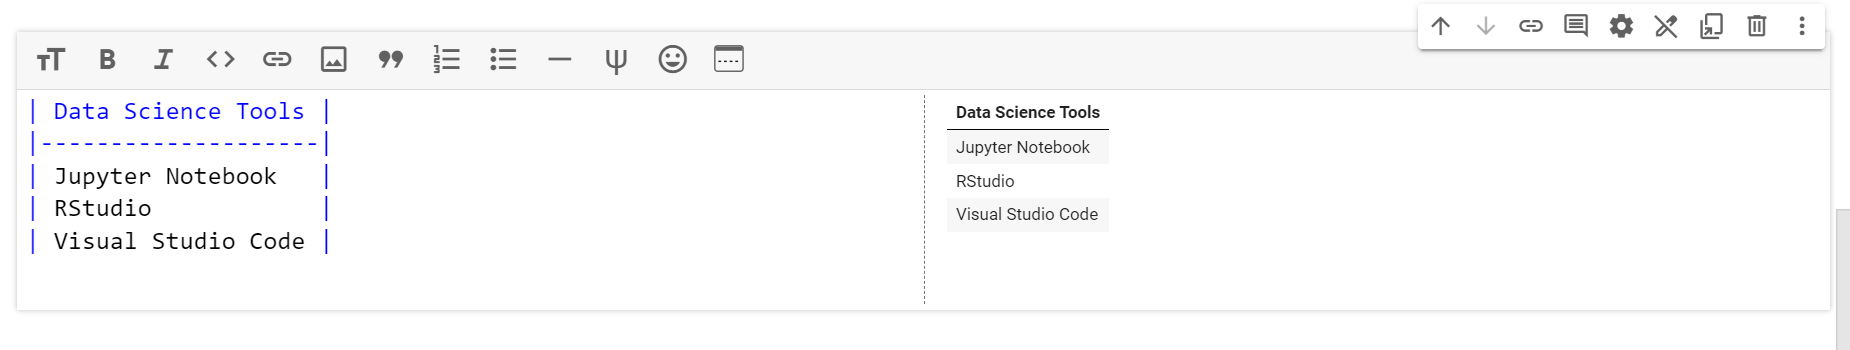 | Data Science Tools |
|--------------------|
| Jupyter Notebook   |
| RStudio            |
| Visual Studio Code |
Data Science Tools
Jupyter Notebook
RStudio
Visual Studio Code